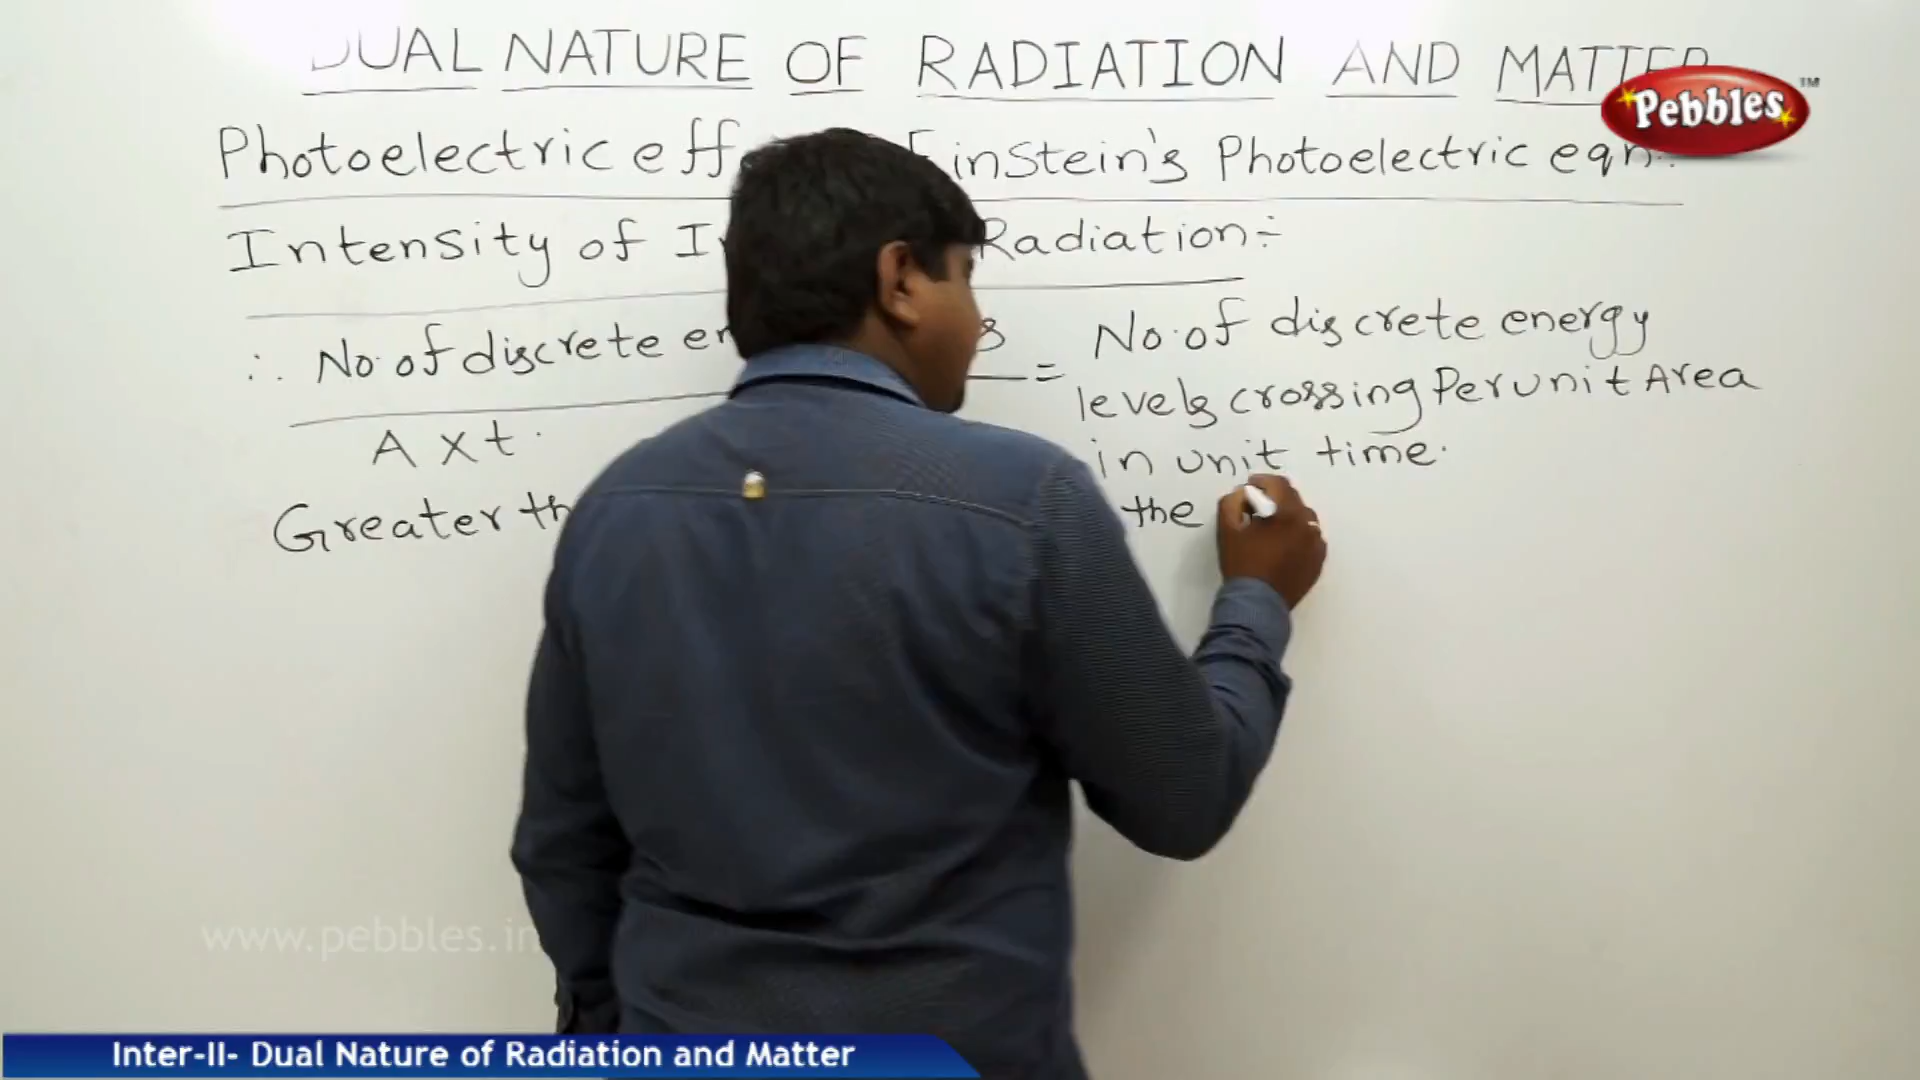 DUAL NATURE OF RADIATION AND MATTER
Pebbles TM
Photoelectric eff Einstein's Photoelectric eqn:
Intensity of In Radiation:-
∴ No. of discrete en s = No. of discrete energy
levels crossing Per unit Area
A x t.
in unit time.
Greater th the
www.pebbles.in
Inter-II- Dual Nature of Radiation and Matter